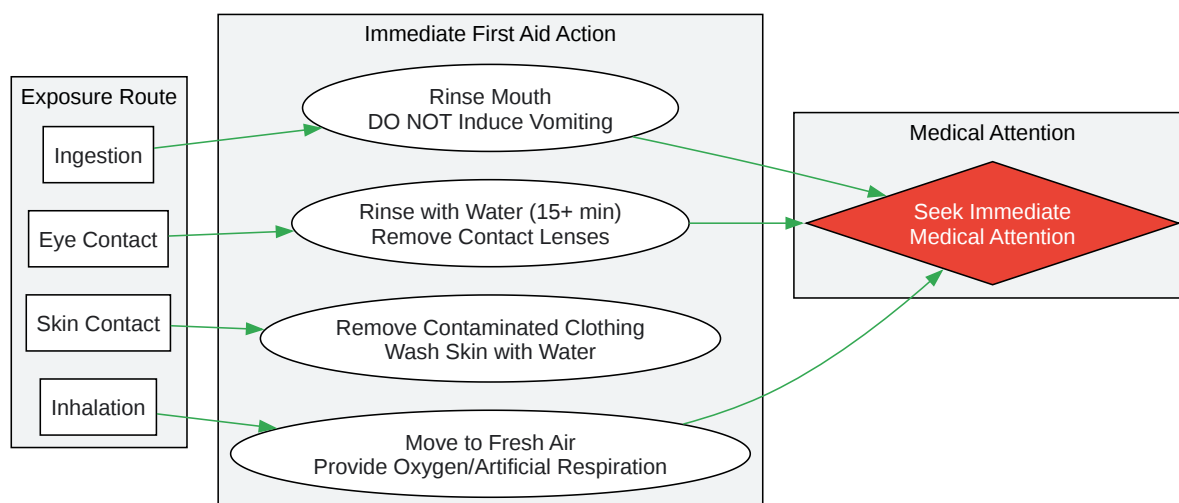 Exposure Route
Ingestion
Eye Contact
Skin Contact
Inhalation
Immediate First Aid Action
Rinse Mouth
DO NOT Induce Vomiting
Rinse with Water (15+ min)
Remove Contact Lenses
Remove Contaminated Clothing
Wash Skin with Water
Move to Fresh Air
Provide Oxygen/Artificial Respiration
Medical Attention
Seek Immediate
Medical Attention